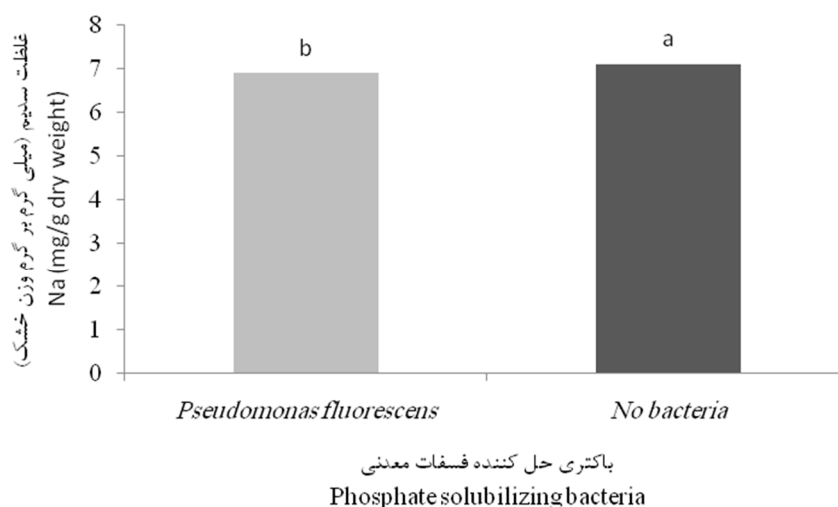 غلظت سدیم (میلی گرم بر گرم وزن خشک)
Na (mg/g dry weight)
8
7
6
5
4
3
2
1
0
b
a
Pseudomonas fluorescens
No bacteria
باکتری حل کننده فسفات معدنی
Phosphate solubilizing bacteria